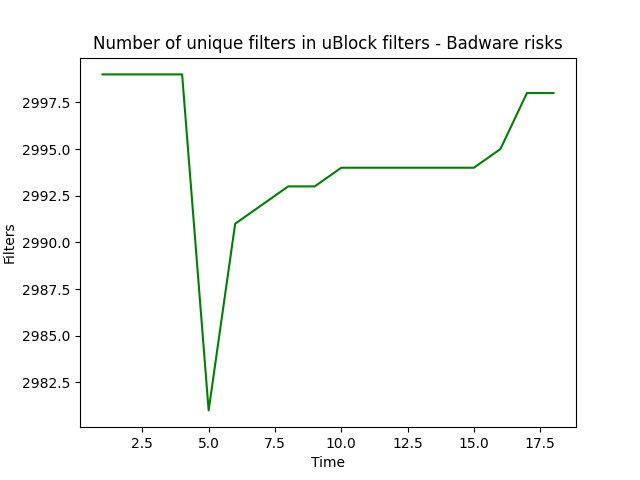 Number of unique filters in uBlock filters - Badware risks
2997.5
2995.0
2992.5
2990.0
2987.5
2985.0
2982.5
Filters
2.5 5.0 7.5 10.0 12.5 15.0 17.5
Time